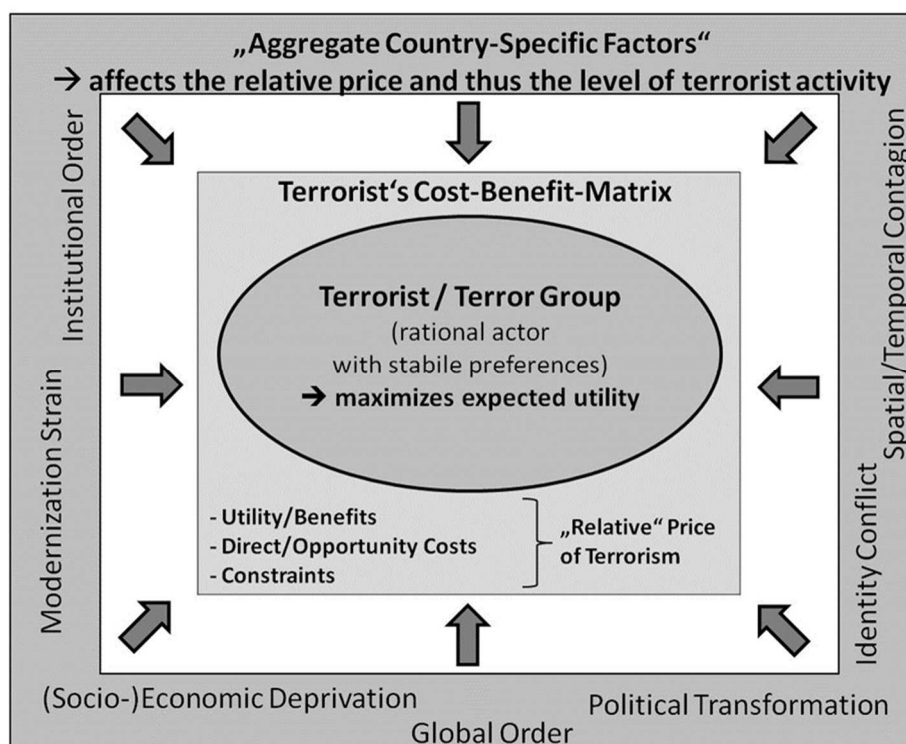 „Aggregate Country-Specific Factors“
→ affects the relative price and thus the level of terrorist activity
Institutional Order
Modernization Strain
Spatial/Temporal Contagion
Identity Conflict
Terrorist‘s Cost-Benefit-Matrix
Terrorist / Terror Group
(rational actor
with stabile preferences)
→ maximizes expected utility
- Utility/Benefits
- Direct/Opportunity Costs
- Constraints
„Relative“ Price
of Terrorism
(Socio-)Economic Deprivation
Political Transformation
Global Order